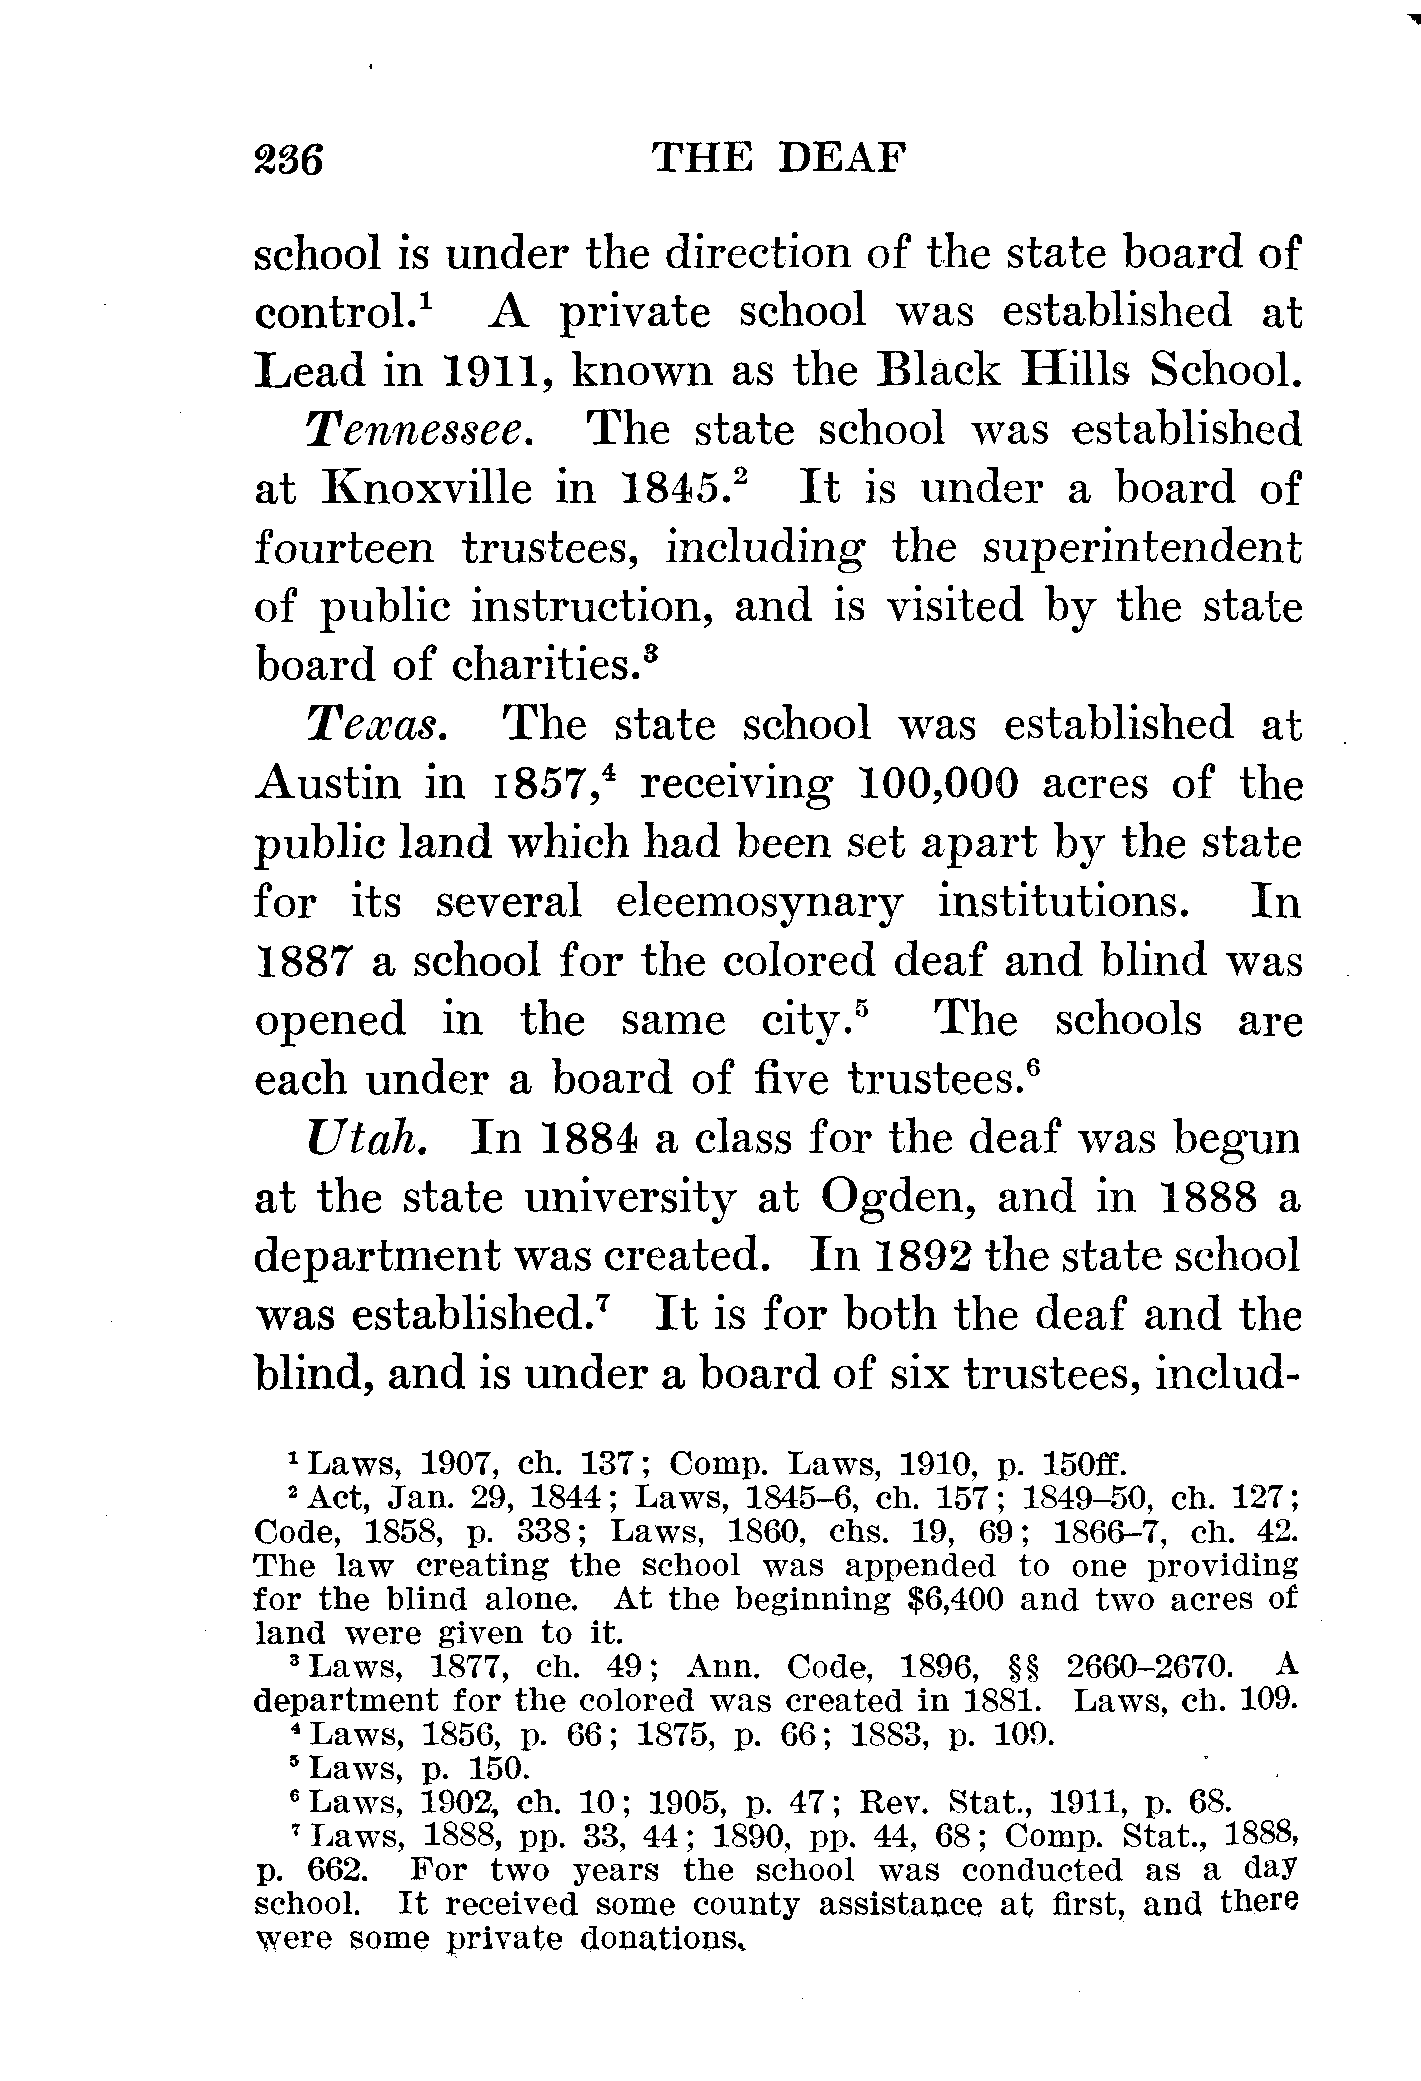 236 THE DEAF
school is under the direction of the state board of
control.¹ A private school was established at
Lead in 1911, known as the Black Hills School.
Tennessee. The state school was established
at Knoxville in 1845.² It is under a board of
fourteen trustees, including the superintendent
of public instruction, and is visited by the state
board of charities.³
Texas. The state school was established at
Austin in 1857,⁴ receiving 100,000 acres of the
public land which had been set apart by the state
for its several eleemosynary institutions. In
1887 a school for the colored deaf and blind was
opened in the same city.⁵ The schools are
each under a board of five trustees.⁶
Utah. In 1884 a class for the deaf was begun
at the state university at Ogden, and in 1888 a
department was created. In 1892 the state school
was established.⁷ It is for both the deaf and the
blind, and is under a board of six trustees, includ-
¹ Laws, 1907, ch. 137; Comp. Laws, 1910, p. 150ff.
² Act, Jan. 29, 1844; Laws, 1845–6, ch. 157; 1849–50, ch. 127;
Code, 1858, p. 338; Laws, 1860, chs. 19, 69; 1866–7, ch. 42.
The law creating the school was appended to one providing
for the blind alone. At the beginning $6,400 and two acres of
land were given to it.
³ Laws, 1877, ch. 49; Ann. Code, 1896, §§ 2660–2670. A
department for the colored was created in 1881. Laws, ch. 109.
⁴ Laws, 1856, p. 66; 1875, p. 66; 1883, p. 109.
⁵ Laws, p. 150.
⁶ Laws, 1902, ch. 10; 1905, p. 47; Rev. Stat., 1911, p. 68.
⁷ Laws, 1888, pp. 33, 44; 1890, pp. 44, 68; Comp. Stat., 1888,
p. 662. For two years the school was conducted as a day
school. It received some county assistance at first, and there
were some private donations.